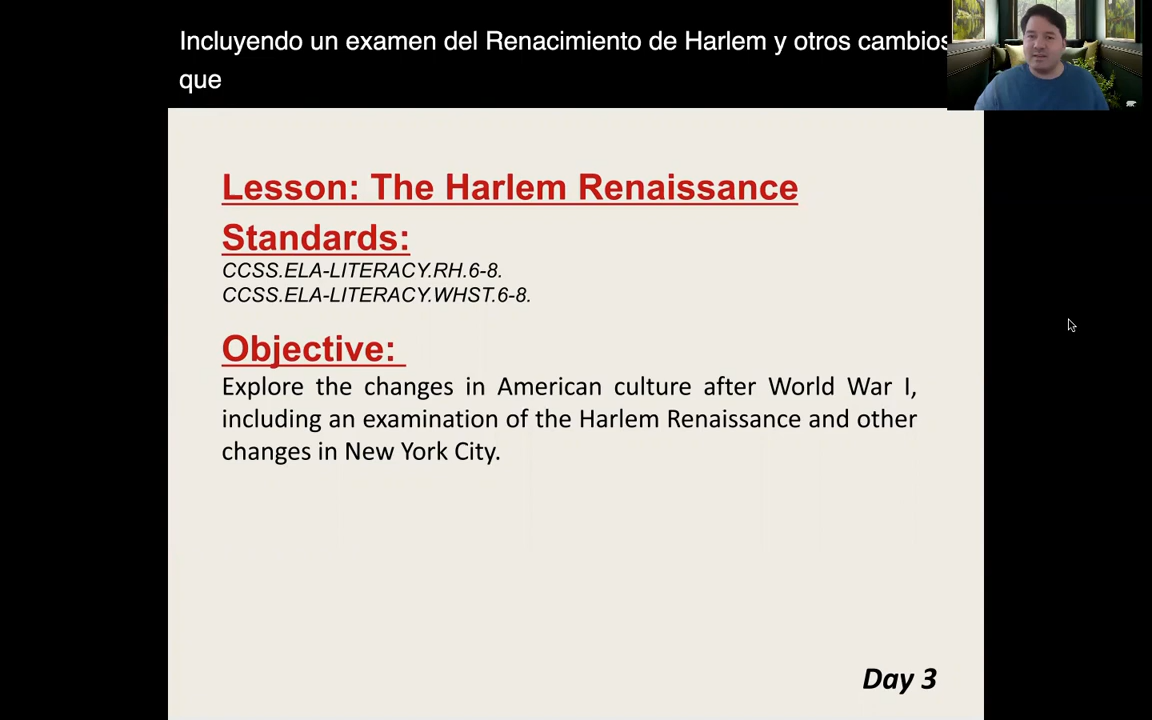 Incluyendo un examen del Renacimiento de Harlem y otros cambios
que
Lesson: The Harlem Renaissance
Standards:
CCSS.ELA-LITERACY.RH.6-8.
CCSS.ELA-LITERACY.WHST.6-8.
Objective:
Explore the changes in American culture after World War I,
including an examination of the Harlem Renaissance and other
changes in New York City.
Day 3